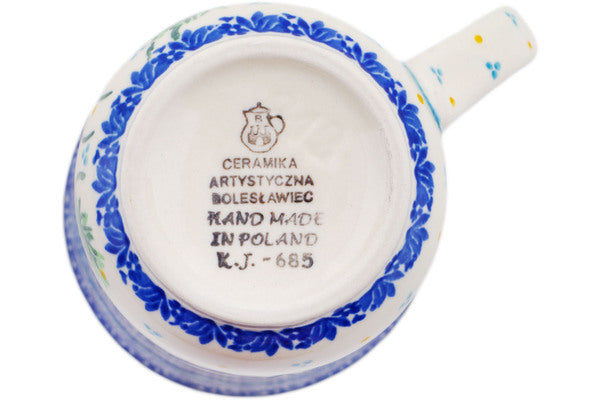 B
CERAMIKA
ARTYSTYCZNA
BOLESŁAWIEC
HAND MADE
IN POLAND
K.J. - 685